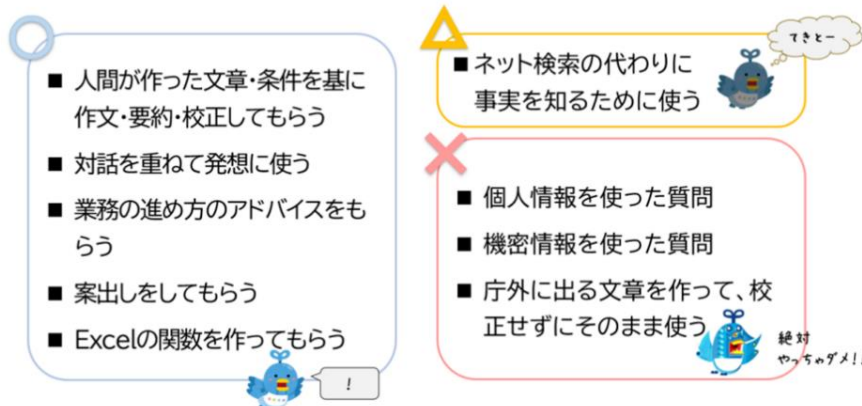 ■ 人間が作った文章・条件を基に
作文・要約・校正してもらう
■ 対話を重ねて発想に使う
■ 業務の進め方のアドバイスをも
らう
■ 案出しをしてもらう
■ Excelの関数を作ってもらう
!
■ ネット検索の代わりに
事実を知るために使う
てきとー
■ 個人情報を使った質問
■ 機密情報を使った質問
■ 庁外に出る文章を作って、校
正せずにそのまま使う
絶対
やっちゃダメ!!